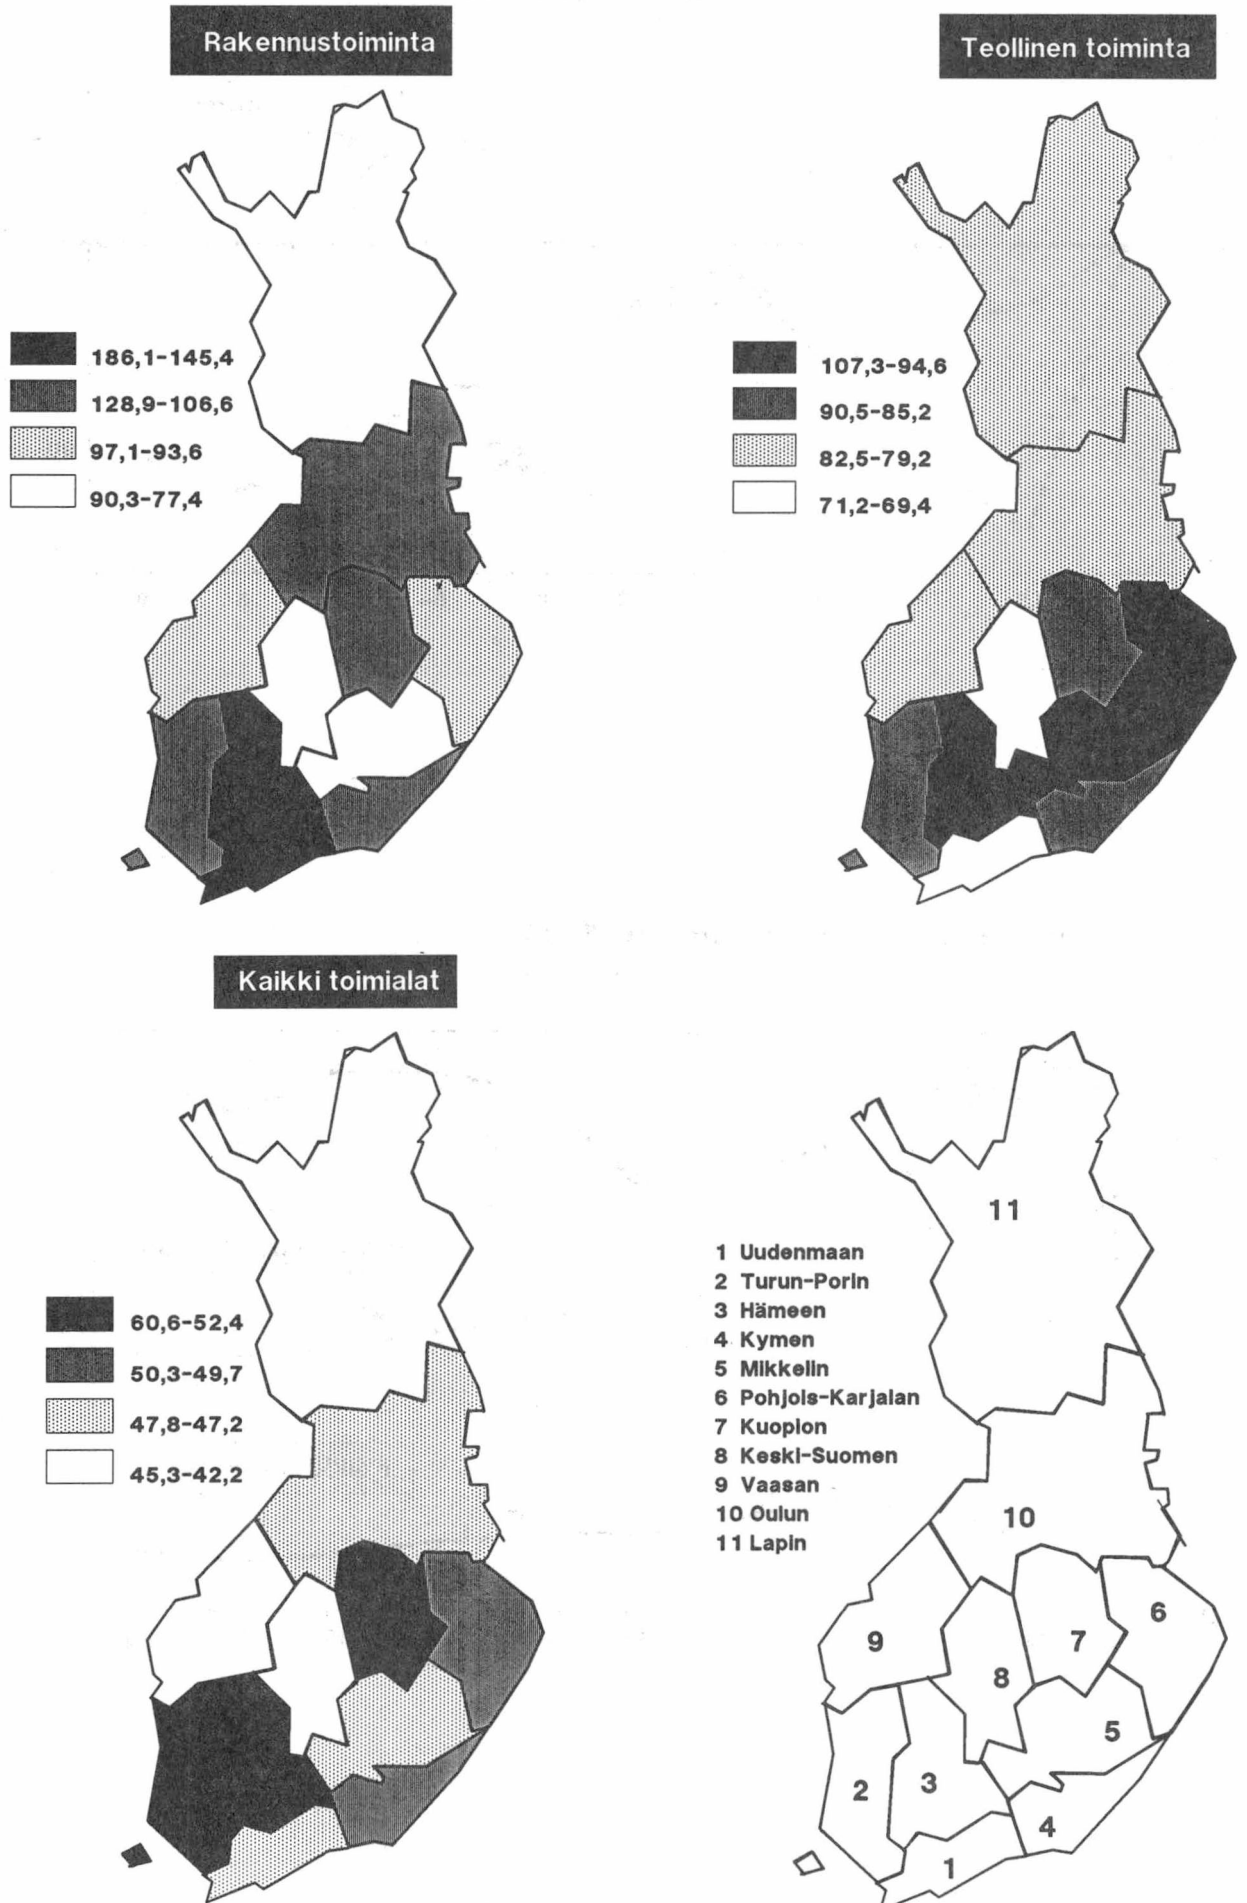 Rakennustoiminta
186,1-145,4
128,9-106,6
97,1-93,6
90,3-77,4
Teollinen toiminta
107,3-94,6
90,5-85,2
82,5-79,2
71,2-69,4
Kaikki toimialat
60,6-52,4
50,3-49,7
47,8-47,2
45,3-42,2
1 Uudenmaan
2 Turun-Porin
3 Hämeen
4 Kymen
5 Mikkelin
6 Pohjois-Karjalan
7 Kuopion
8 Keski-Suomen
9 Vaasan
10 Oulun
11 Lapin
11
10
9
8
7
6
5
2
3
4
1